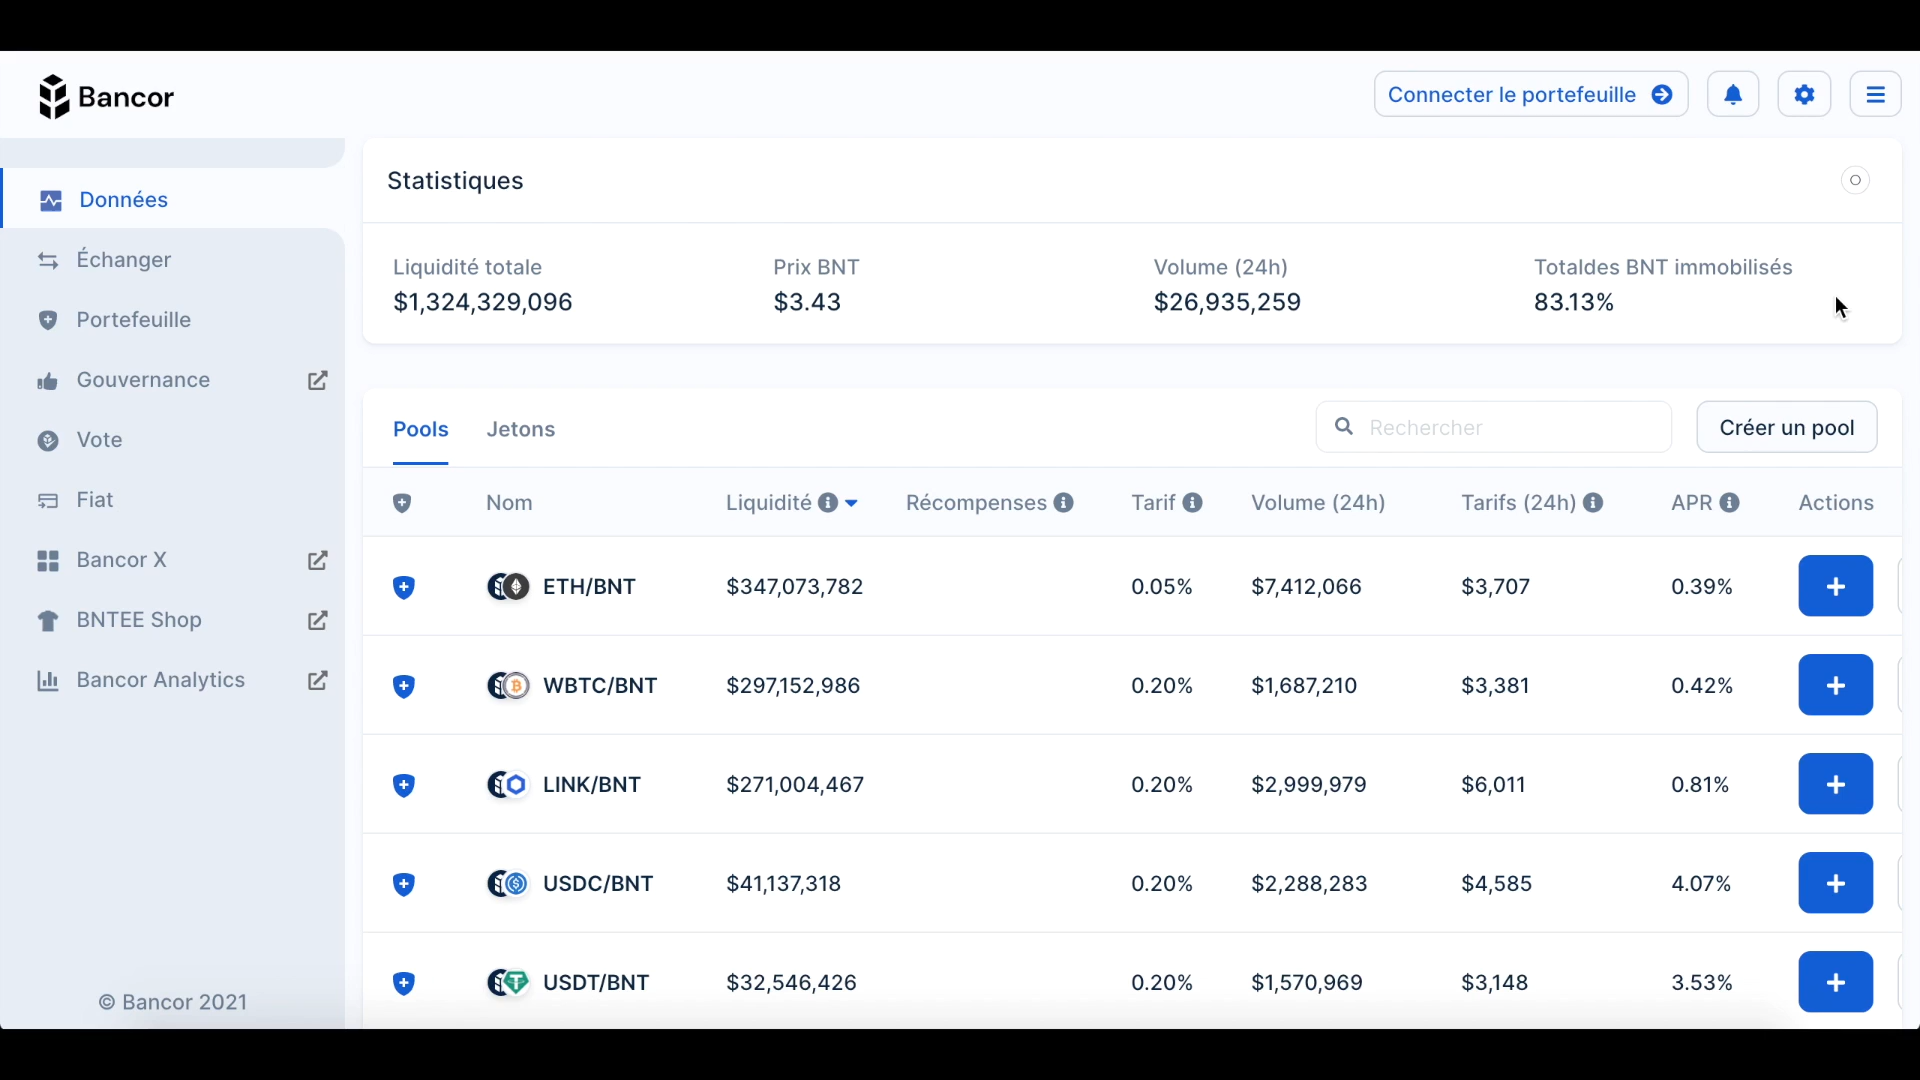 Bancor
Connecter le portefeuille
Données
Échanger
Portefeuille
Gouvernance
Vote
Fiat
Bancor X
BNTEE Shop
Bancor Analytics
© Bancor 2021
Statistiques
Liquidité totale
$1,324,329,096
Prix BNT
$3.43
Volume (24h)
$26,935,259
Totaldes BNT immobilisés
83.13%
Pools Jetons Rechercher Créer un pool
Nom Liquidité Récompenses Tarif Volume (24h) Tarifs (24h) APR Actions
ETH/BNT $347,073,782 0.05% $7,412,066 $3,707 0.39% +
WBTC/BNT $297,152,986 0.20% $1,687,210 $3,381 0.42% +
LINK/BNT $271,004,467 0.20% $2,999,979 $6,011 0.81% +
USDC/BNT $41,137,318 0.20% $2,288,283 $4,585 4.07% +
USDT/BNT $32,546,426 0.20% $1,570,969 $3,148 3.53% +